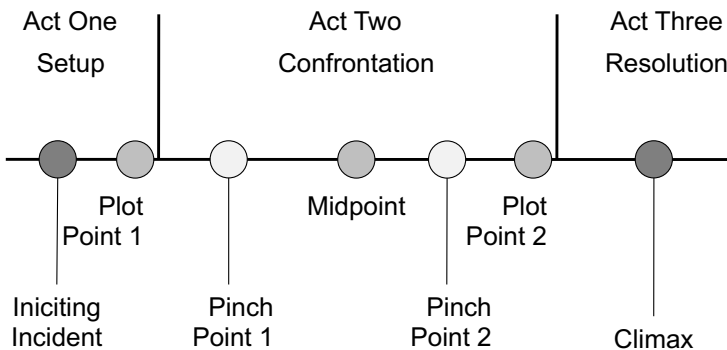 Act One
Setup
Act Two
Confrontation
Act Three
Resolution
Plot
Point 1
Midpoint
Plot
Point 2
Iniciting
Incident
Pinch
Point 1
Pinch
Point 2
Climax